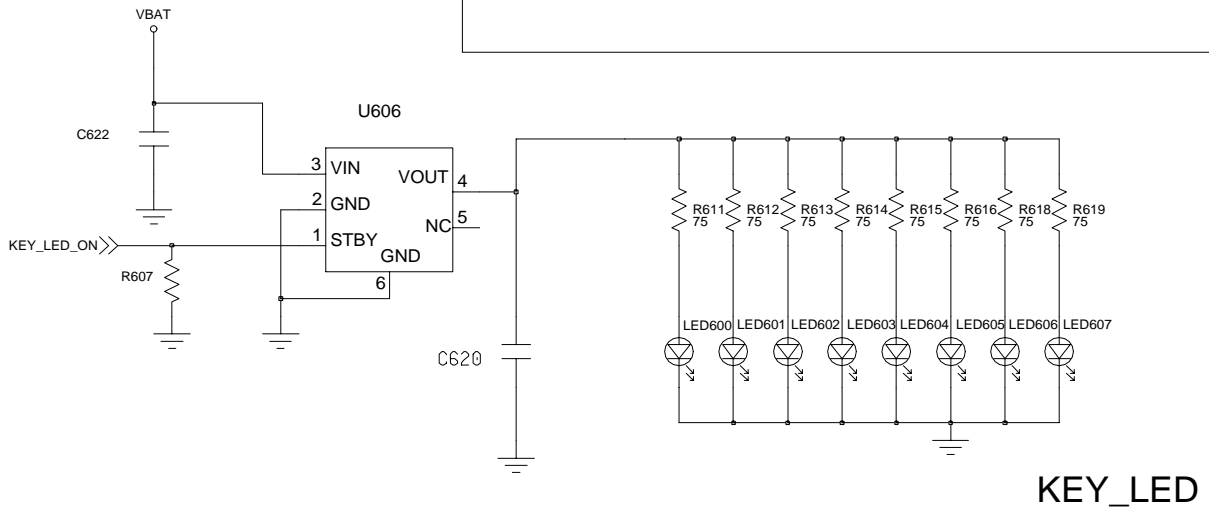 VBAT
C622
U606
3 VIN
VOUT 4
2 GND
NC 5
KEY_LED_ON
1 STBY
GND
6
R607
C620
R611 75
R612 75
R613 75
R614 75
R615 75
R616 75
R618 75
R619 75
LED600 LED601 LED602 LED603 LED604 LED605 LED606 LED607
KEY_LED